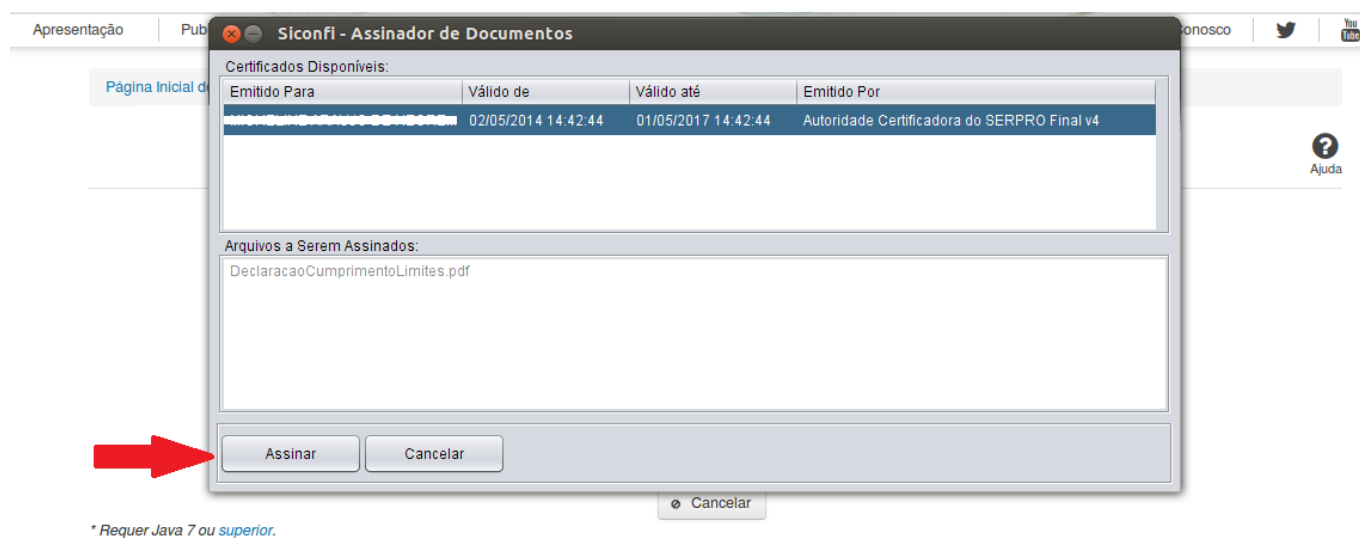 Apresentação Pub onosco You Tube
Siconfi - Assinador de Documentos
Certificados Disponíveis:
Página Inicial d
Emitido Para Válido de Válido até Emitido Por
02/05/2014 14:42:44 01/05/2017 14:42:44 Autoridade Certificadora do SERPRO Final v4
Ajuda
Arquivos a Serem Assinados:
DeclaracaoCumprimentoLimites.pdf
Assinar Cancelar
Cancelar
* Requer Java 7 ou superior.